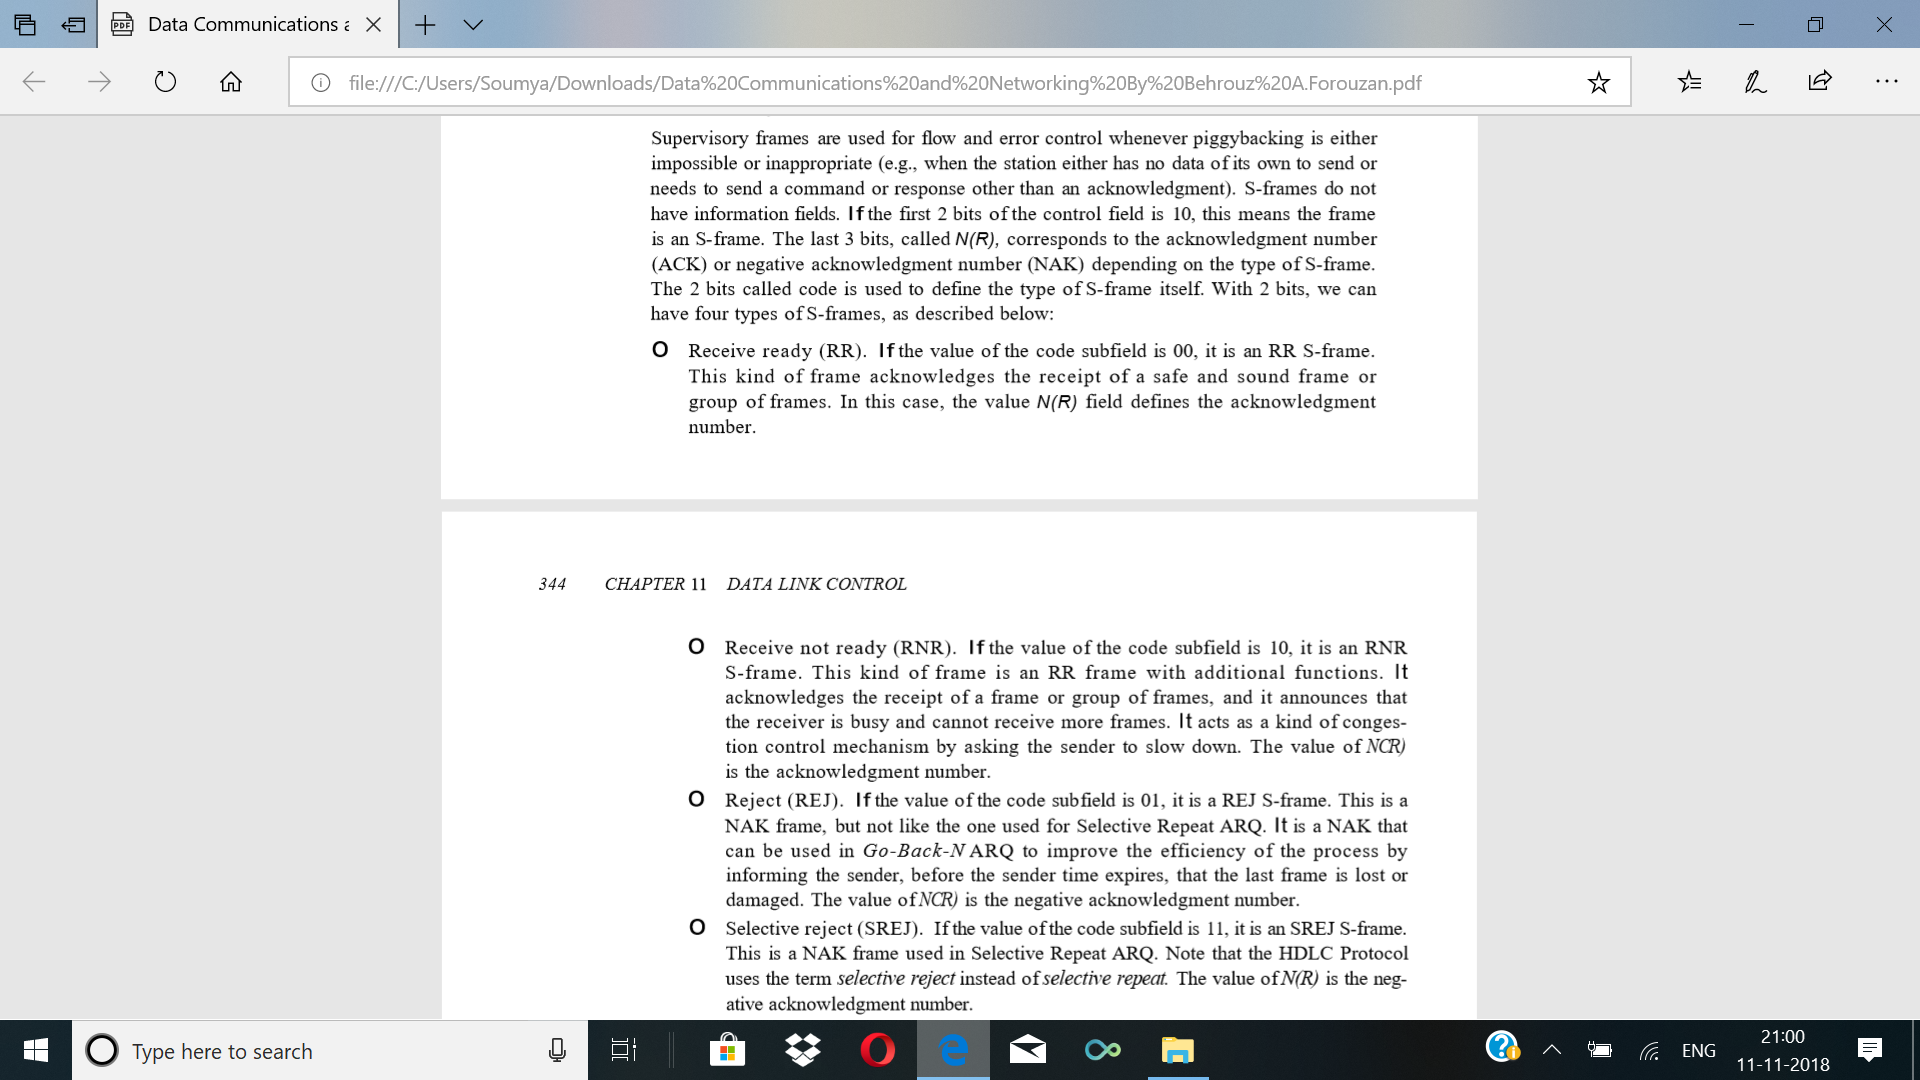 Data Communications a
file:///C:/Users/Soumya/Downloads/Data%20Communications%20and%20Networking%20By%20Behrouz%20A.Forouzan.pdf
Supervisory frames are used for flow and error control whenever piggybacking is either
impossible or inappropriate (e.g., when the station either has no data of its own to send or
needs to send a command or response other than an acknowledgment). S-frames do not
have information fields. If the first 2 bits of the control field is 10, this means the frame
is an S-frame. The last 3 bits, called N(R), corresponds to the acknowledgment number
(ACK) or negative acknowledgment number (NAK) depending on the type of S-frame.
The 2 bits called code is used to define the type of S-frame itself. With 2 bits, we can
have four types of S-frames, as described below:
O Receive ready (RR). If the value of the code subfield is 00, it is an RR S-frame.
This kind of frame acknowledges the receipt of a safe and sound frame or
group of frames. In this case, the value N(R) field defines the acknowledgment
number.
344 CHAPTER 11 DATA LINK CONTROL
O Receive not ready (RNR). If the value of the code subfield is 10, it is an RNR
S-frame. This kind of frame is an RR frame with additional functions. It
acknowledges the receipt of a frame or group of frames, and it announces that
the receiver is busy and cannot receive more frames. It acts as a kind of conges-
tion control mechanism by asking the sender to slow down. The value of NCR)
is the acknowledgment number.
O Reject (REJ). If the value of the code subfield is 01, it is a REJ S-frame. This is a
NAK frame, but not like the one used for Selective Repeat ARQ. It is a NAK that
can be used in Go-Back-N ARQ to improve the efficiency of the process by
informing the sender, before the sender time expires, that the last frame is lost or
damaged. The value of NCR) is the negative acknowledgment number.
O Selective reject (SREJ). If the value of the code subfield is 11, it is an SREJ S-frame.
This is a NAK frame used in Selective Repeat ARQ. Note that the HDLC Protocol
uses the term selective reject instead of selective repeat. The value of N(R) is the neg-
ative acknowledgment number.
Type here to search
ENG
21:00
11-11-2018